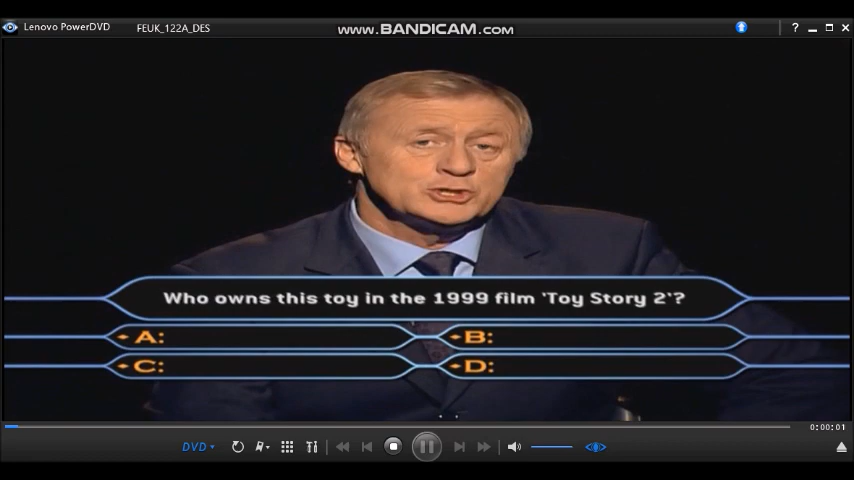 Lenovo PowerDVD
FEUK_122A_DES
www.BANDICAM.com
?
Who owns this toy in the 1999 film 'Toy Story 2'?
A:
B:
C:
D:
0:00:01
DVD